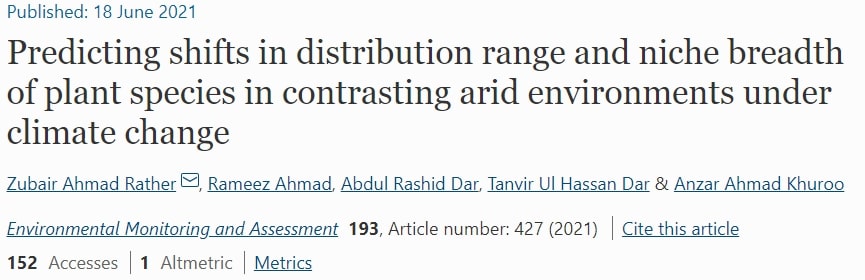 Published: 18 June 2021
Predicting shifts in distribution range and niche breadth
of plant species in contrasting arid environments under
climate change
Zubair Ahmad Rather, Rameez Ahmad, Abdul Rashid Dar, Tanvir Ul Hassan Dar & Anzar Ahmad Khuroo
Environmental Monitoring and Assessment 193, Article number: 427 (2021) | Cite this article
152 Accesses | 1 Altmetric | Metrics